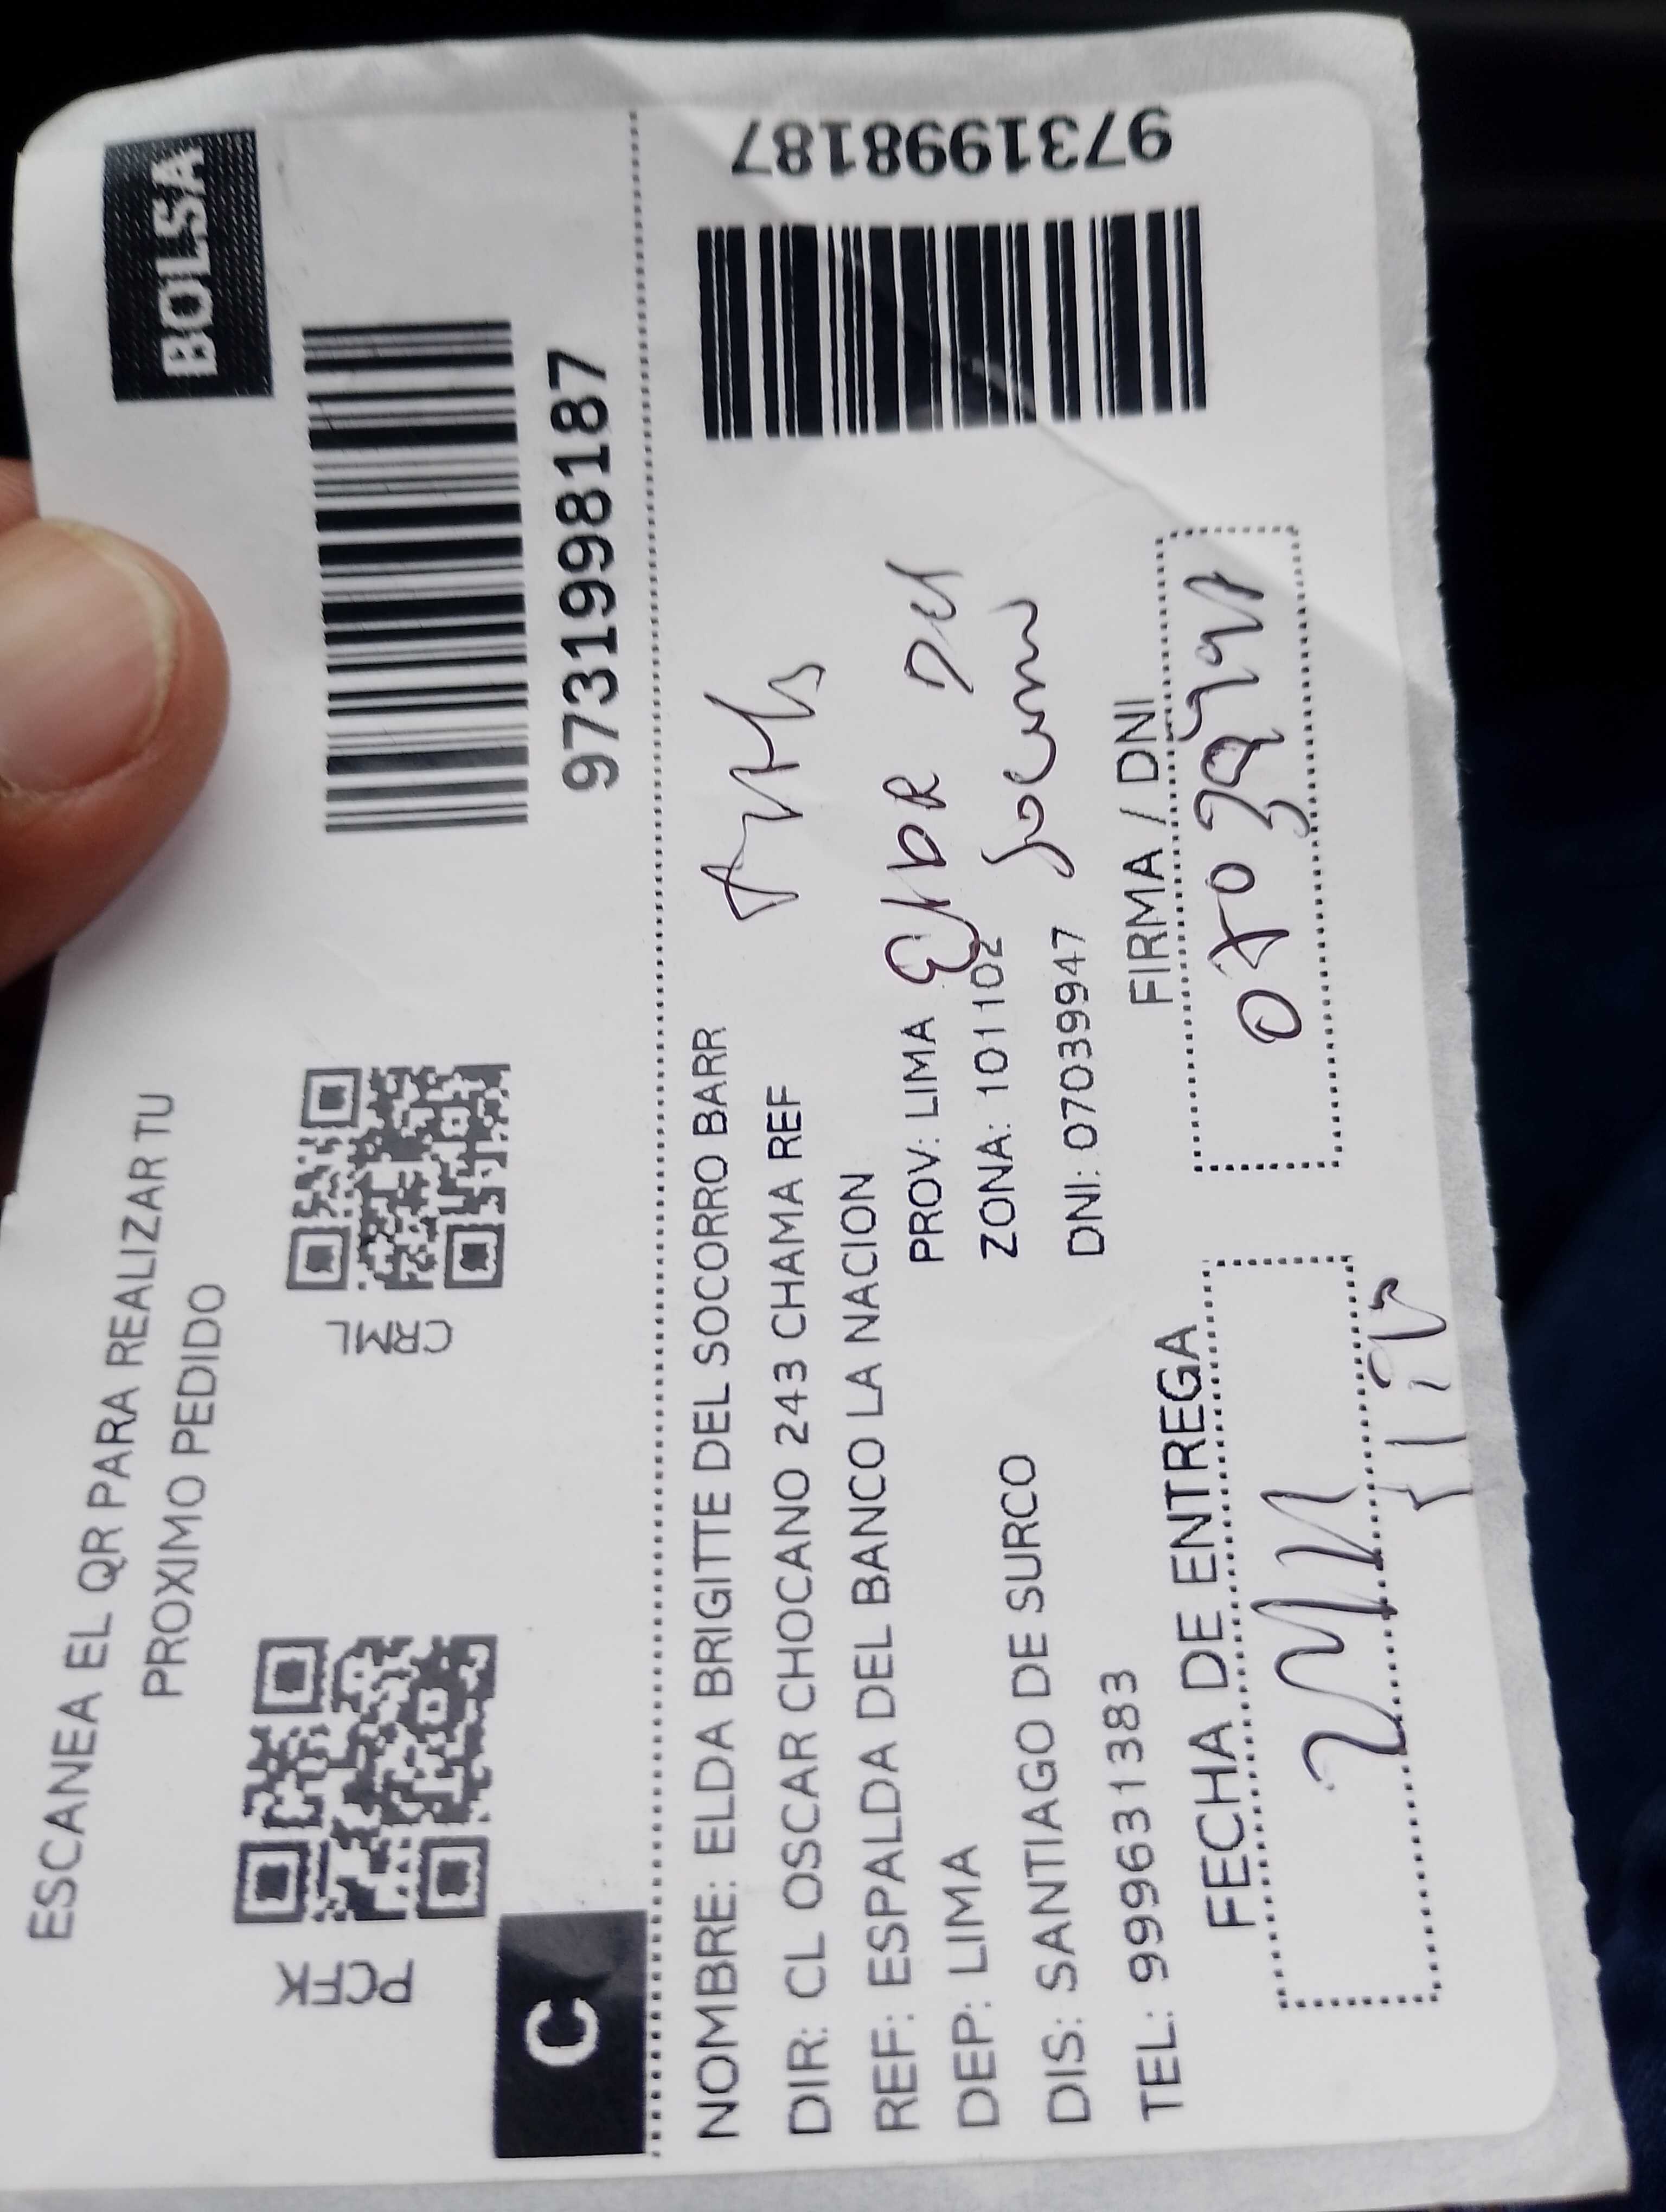 ESCANEA EL QR PARA REALIZAR TU
PROXIMO PEDIDO
BOLSA
PCFK
CRML
9731998187
C
NOMBRE: ELDA BRIGITTE DEL SOCORRO BARR
DIR: CL OSCAR CHOCANO 243 CHAMA REF
REF: ESPALDA DEL BANCO LA NACION
DEP: LIMA
PROV: LIMA
DIS: SANTIAGO DE SURCO
ZONA: 101102
TEL: 999631383
DNI: 07039947
FECHA DE ENTREGA
FIRMA / DNI
9731998187